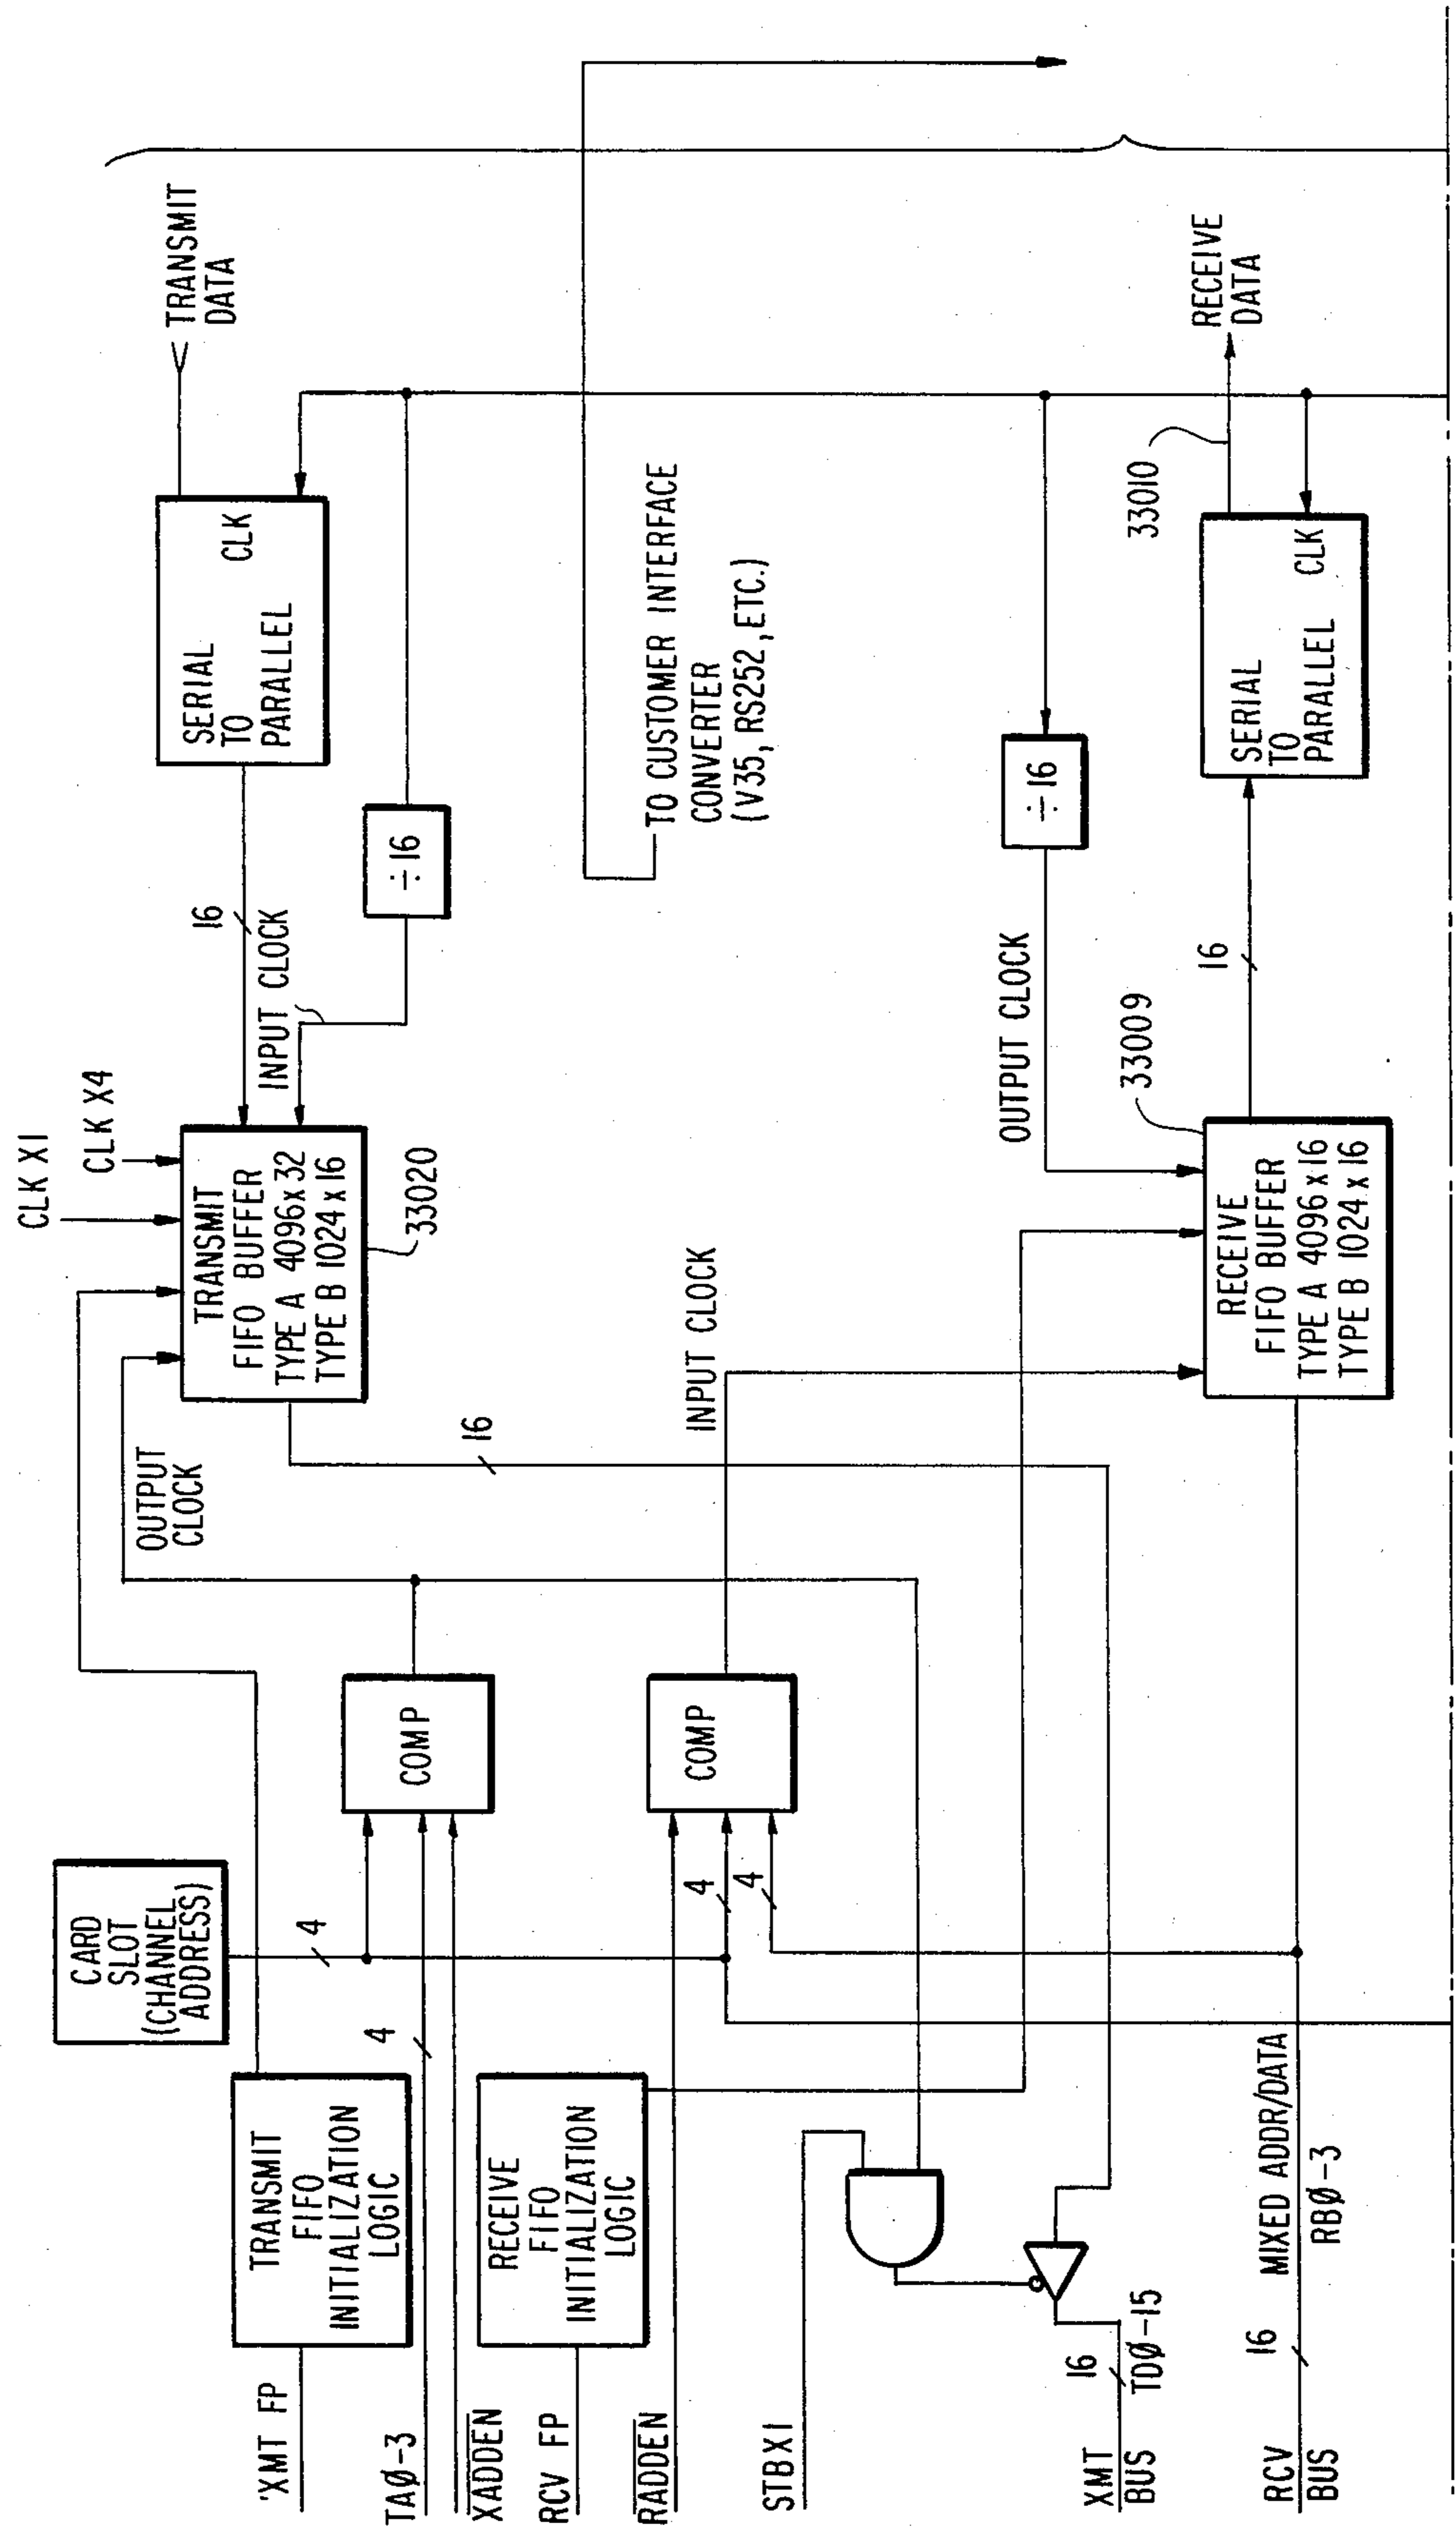 CARD
SLOT
(CHANNEL
ADDRESS)
4
'XMT FP
TRANSMIT
FIFO
INITIALIZATION
LOGIC
TAØ-3
4
XADDEN
RCV FP
RECEIVE
FIFO
INITIALIZATION
LOGIC
RADDEN
4
4
COMP
COMP
STBX1
XMT
BUS
16
TDØ-15
RCV
BUS
16
MIXED ADDR/DATA
RBØ-3
OUTPUT
CLOCK
CLK X1
CLK X4
TRANSMIT
FIFO BUFFER
TYPE A 4096x32
TYPE B 1024x16
33020
16
INPUT CLOCK
16
INPUT CLOCK
÷16
SERIAL
TO
PARALLEL
CLK
TRANSMIT
DATA
TO CUSTOMER INTERFACE
CONVERTER
(V35, RS252, ETC.)
OUTPUT CLOCK
÷16
33009
RECEIVE
FIFO BUFFER
TYPE A 4096x16
TYPE B 1024x16
16
SERIAL
TO
PARALLEL
CLK
33010
RECEIVE
DATA